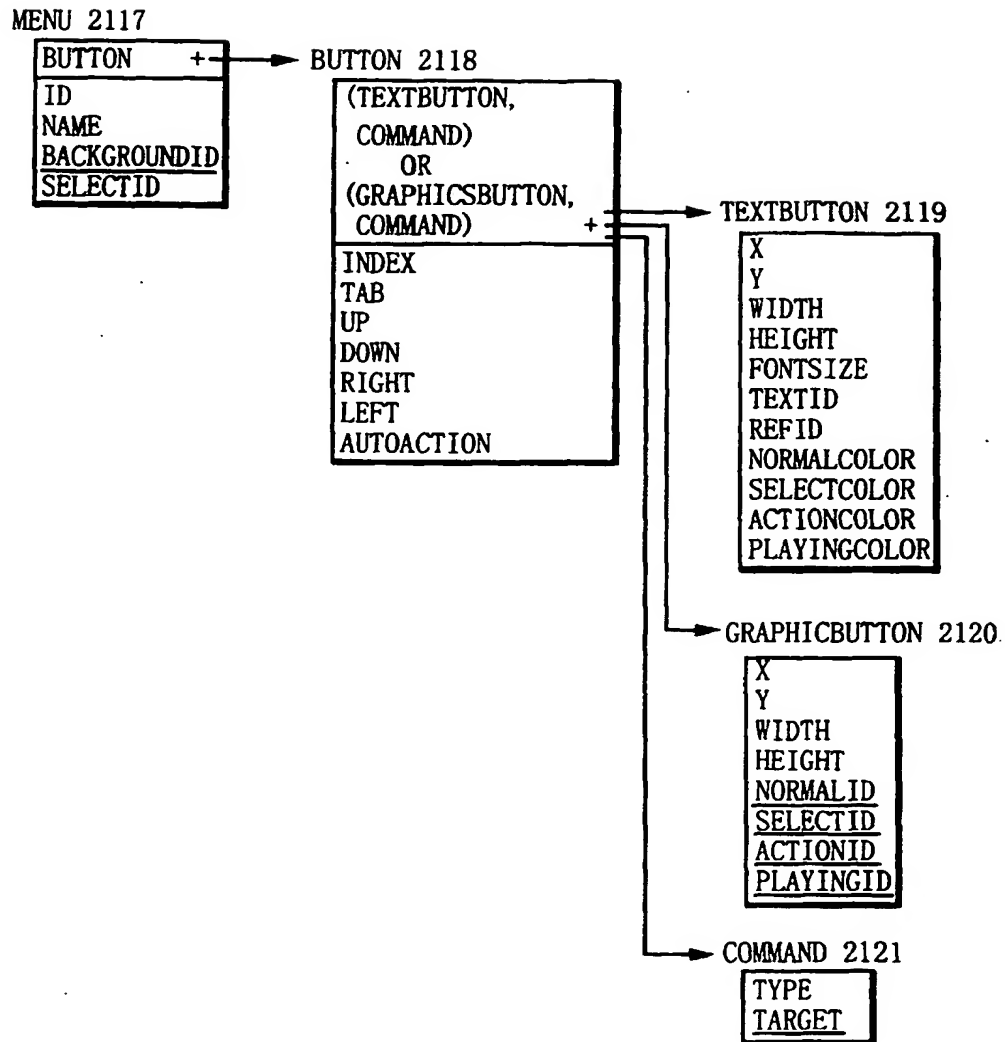 MENU 2117
BUTTON +
ID
NAME
BACKGROUNDID
SELECTID
BUTTON 2118
(TEXTBUTTON,
COMMAND)
OR
(GRAPHICSBUTTON,
COMMAND) +
INDEX
TAB
UP
DOWN
RIGHT
LEFT
AUTOACTION
TEXTBUTTON 2119
X
Y
WIDTH
HEIGHT
FONTSIZE
TEXTID
REFID
NORMALCOLOR
SELECTCOLOR
ACTIONCOLOR
PLAYINGCOLOR
GRAPHICBUTTON 2120
X
Y
WIDTH
HEIGHT
NORMALID
SELECTID
ACTIONID
PLAYINGID
COMMAND 2121
TYPE
TARGET